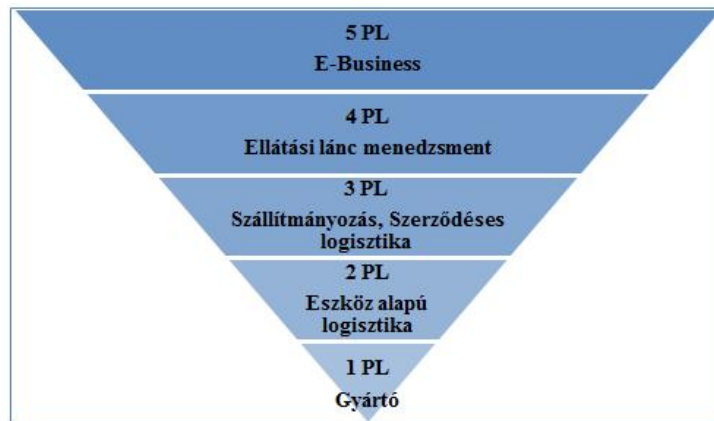 5 PL
E-Business
4 PL
Ellátási lánc menedzsment
3 PL
Szállítmányozás, Szerződéses
logisztika
2 PL
Eszköz alapú
logisztika
1 PL
Gyártó